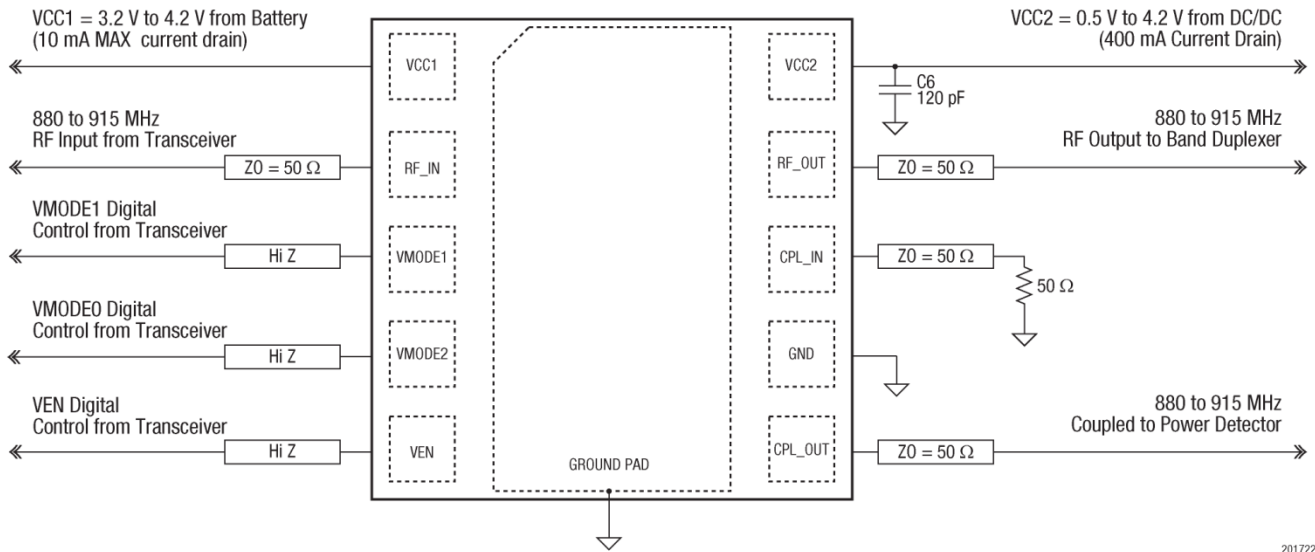 VCC1 = 3.2 V to 4.2 V from Battery
(10 mA MAX current drain)
880 to 915 MHz
RF Input from Transceiver
Z0 = 50 Ω
VMODE1 Digital
Control from Transceiver
Hi Z
VMODE0 Digital
Control from Transceiver
Hi Z
VEN Digital
Control from Transceiver
Hi Z
VCC1
RF_IN
VMODE1
VMODE2
VEN
GROUND PAD
VCC2
RF_OUT
CPL_IN
GND
CPL_OUT
VCC2 = 0.5 V to 4.2 V from DC/DC
(400 mA Current Drain)
C6
120 pF
880 to 915 MHz
RF Output to Band Duplexer
Z0 = 50 Ω
Z0 = 50 Ω
50 Ω
880 to 915 MHz
Coupled to Power Detector
Z0 = 50 Ω
201722